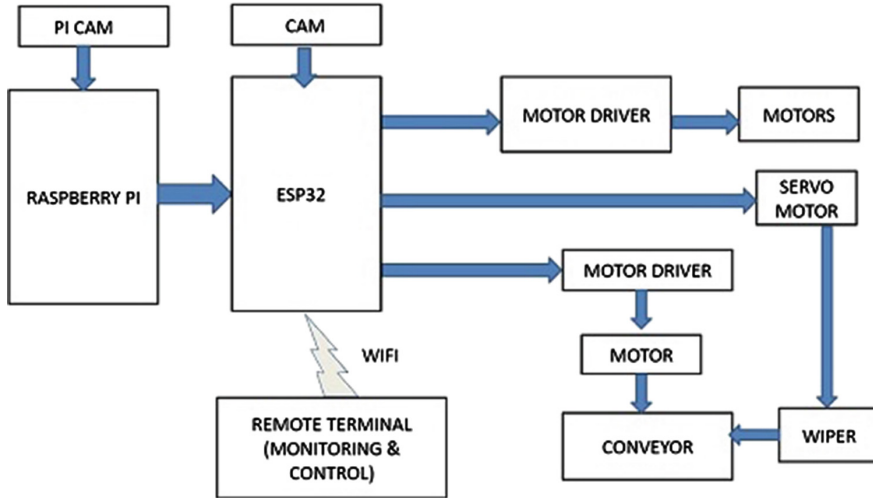 PI CAM
CAM
RASPBERRY PI
ESP32
MOTOR DRIVER
MOTORS
SERVO
MOTOR
MOTOR DRIVER
MOTOR
WIFI
REMOTE TERMINAL
(MONITORING &
CONTROL)
CONVEYOR
WIPER